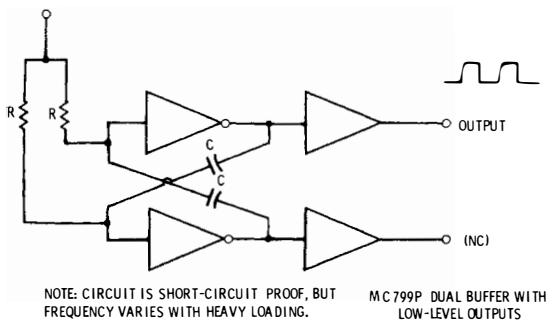 R
R
C
C
OUTPUT
(NC)
NOTE: CIRCUIT IS SHORT-CIRCUIT PROOF, BUT
FREQUENCY VARIES WITH HEAVY LOADING.
MC799P DUAL BUFFER WITH
LOW-LEVEL OUTPUTS